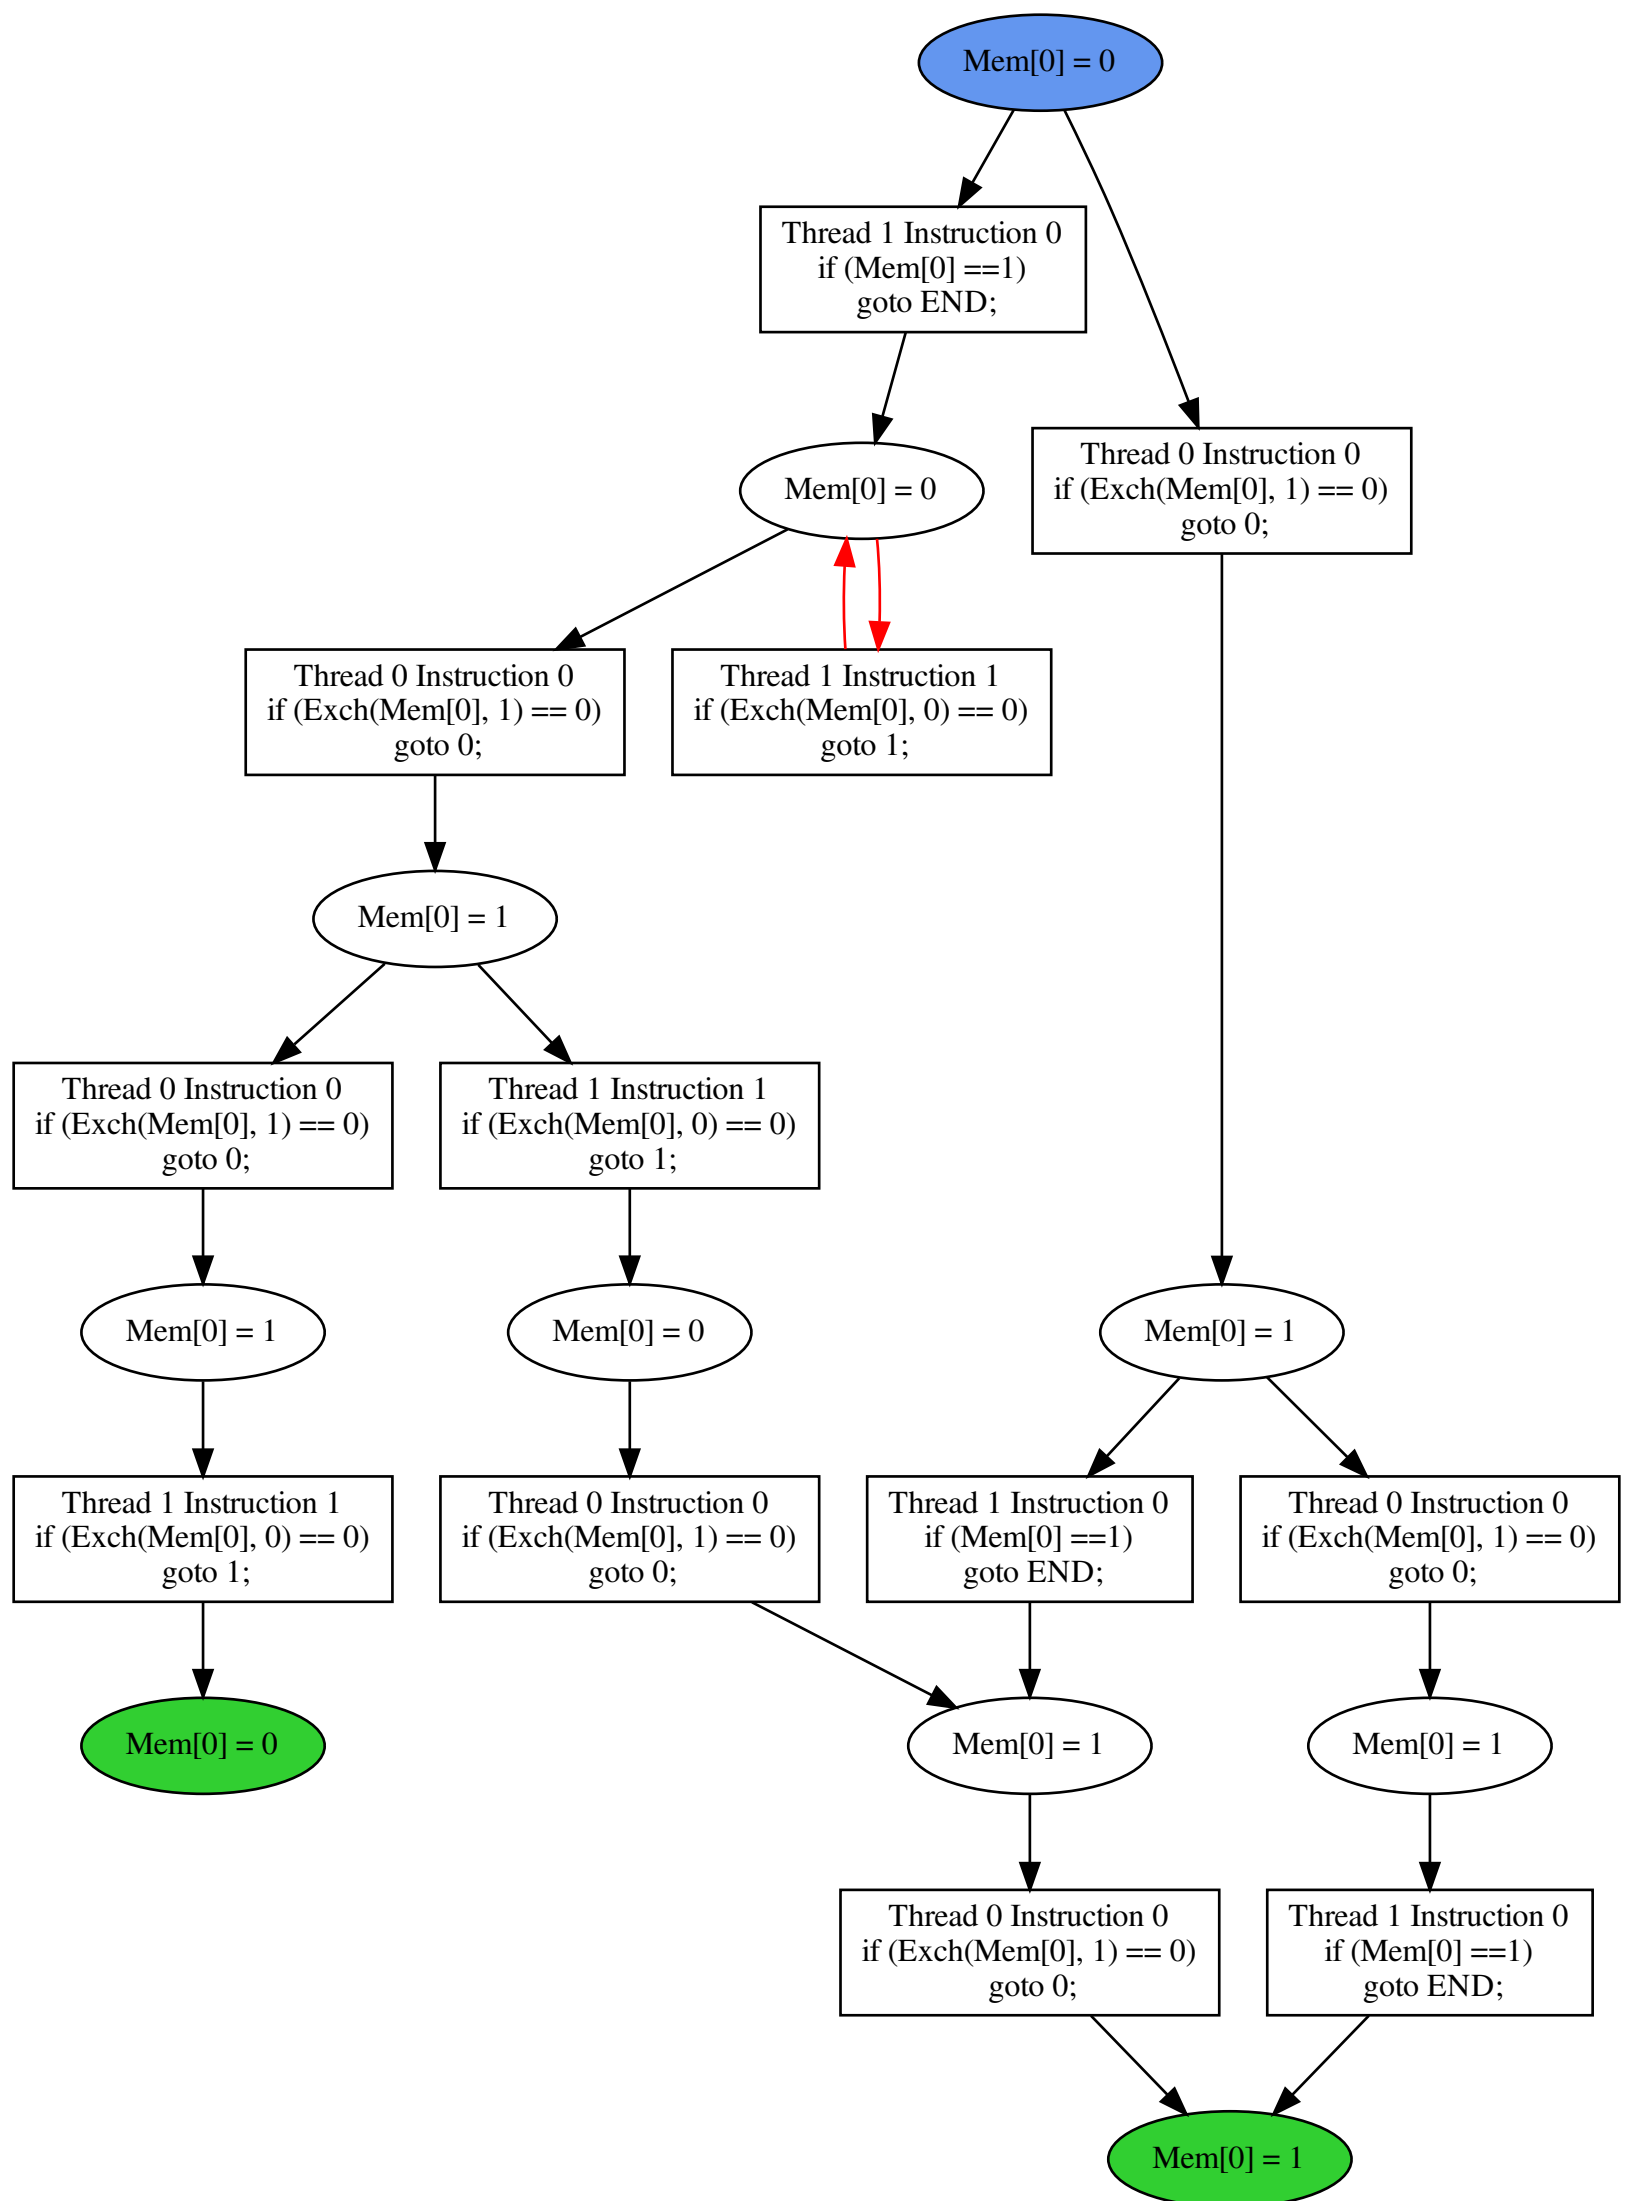 Mem[0] = 0
Thread 1 Instruction 0
if (Mem[0] ==1)
goto END;
Mem[0] = 0
Thread 0 Instruction 0
if (Exch(Mem[0], 1) == 0)
goto 0;
Thread 0 Instruction 0
if (Exch(Mem[0], 1) == 0)
goto 0;
Thread 1 Instruction 1
if (Exch(Mem[0], 0) == 0)
goto 1;
Mem[0] = 1
Thread 0 Instruction 0
if (Exch(Mem[0], 1) == 0)
goto 0;
Thread 1 Instruction 1
if (Exch(Mem[0], 0) == 0)
goto 1;
Mem[0] = 1
Mem[0] = 0
Mem[0] = 1
Thread 1 Instruction 1
if (Exch(Mem[0], 0) == 0)
goto 1;
Thread 0 Instruction 0
if (Exch(Mem[0], 1) == 0)
goto 0;
Thread 1 Instruction 0
if (Mem[0] ==1)
goto END;
Thread 0 Instruction 0
if (Exch(Mem[0], 1) == 0)
goto 0;
Mem[0] = 0
Mem[0] = 1
Mem[0] = 1
Thread 0 Instruction 0
if (Exch(Mem[0], 1) == 0)
goto 0;
Thread 1 Instruction 0
if (Mem[0] ==1)
goto END;
Mem[0] = 1